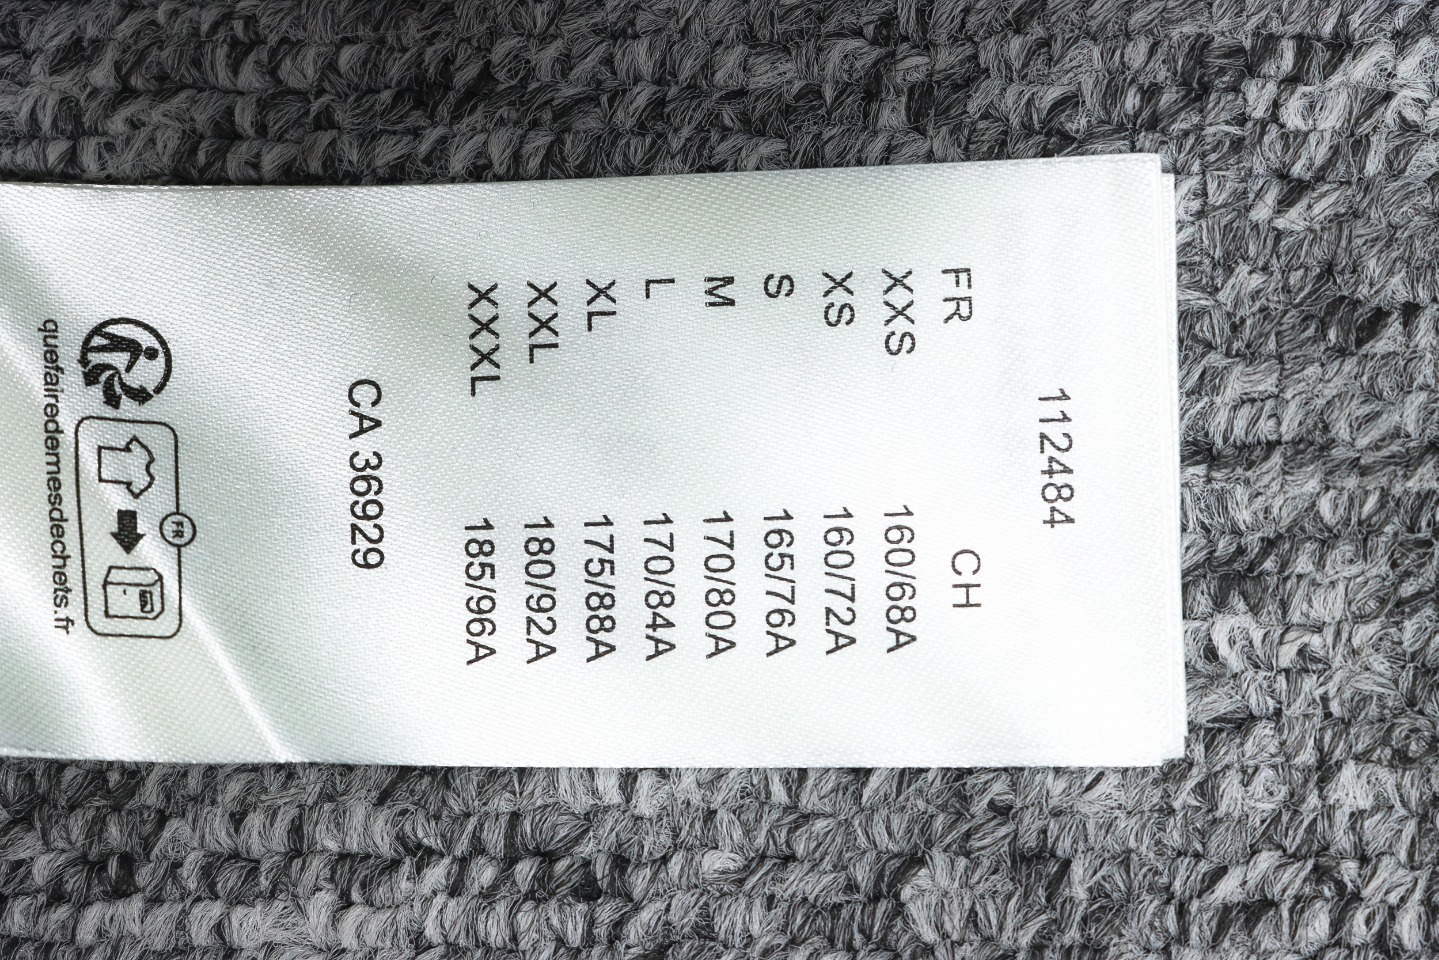 112484
FR CH
XXS 160/68A
XS 160/72A
S 165/76A
M 170/80A
L 170/84A
XL 175/88A
XXL 180/92A
XXXL 185/96A
CA 36929
FR
quefairedemesdechets.fr